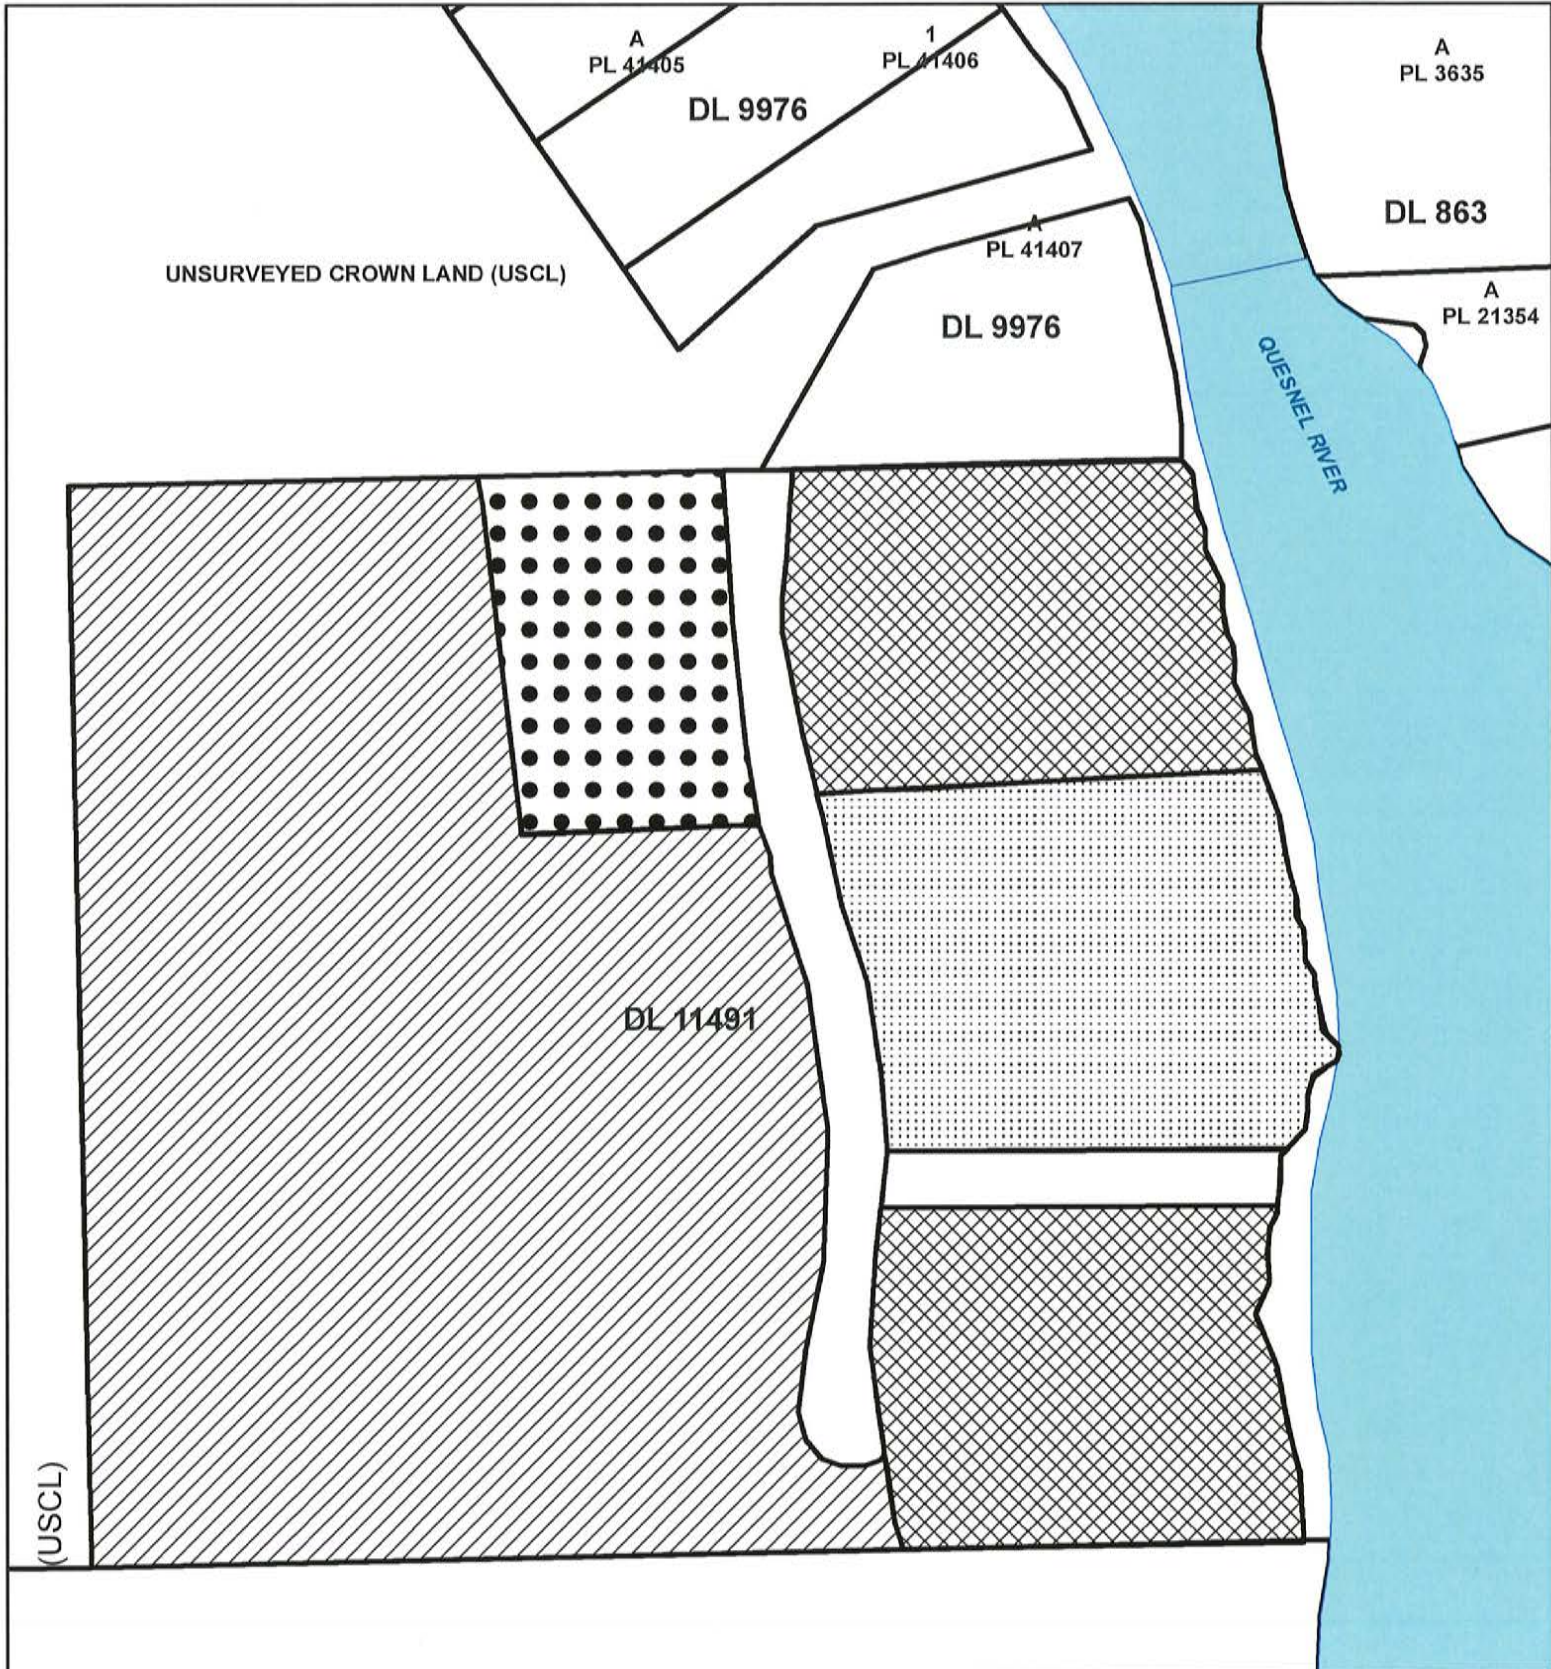 A
PL 41405
1
PL 41406
DL 9976
A
PL 3635
DL 863
A
PL 41407
UNSURVEYED CROWN LAND (USCL)
DL 9976
A
PL 21354
QUESNEL RIVER
DL 11491
(USCL)